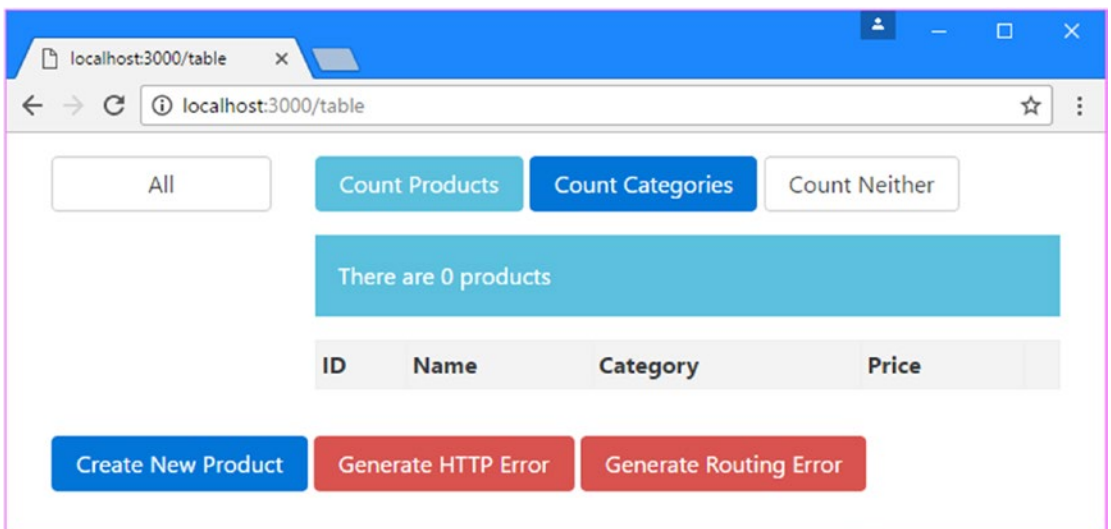 localhost:3000/table
localhost:3000/table
All Count Products Count Categories Count Neither
There are 0 products
ID Name Category Price
Create New Product Generate HTTP Error Generate Routing Error